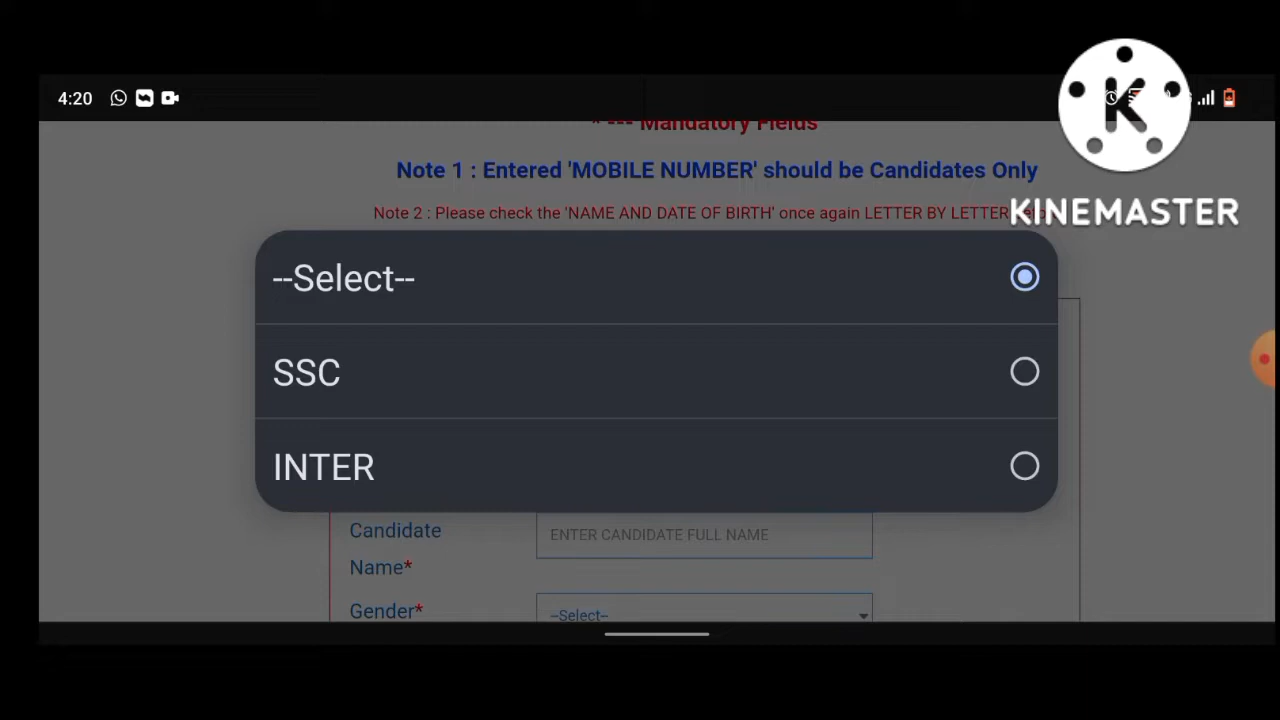 4:20
* --- Mandatory Fields
Note 1 : Entered 'MOBILE NUMBER' should be Candidates Only
Note 2 : Please check the 'NAME AND DATE OF BIRTH' once again LETTER BY LETTER
K
KINEMASTER
--Select--
SSC
INTER
Candidate
Name*
ENTER CANDIDATE FULL NAME
Gender*
--Select--